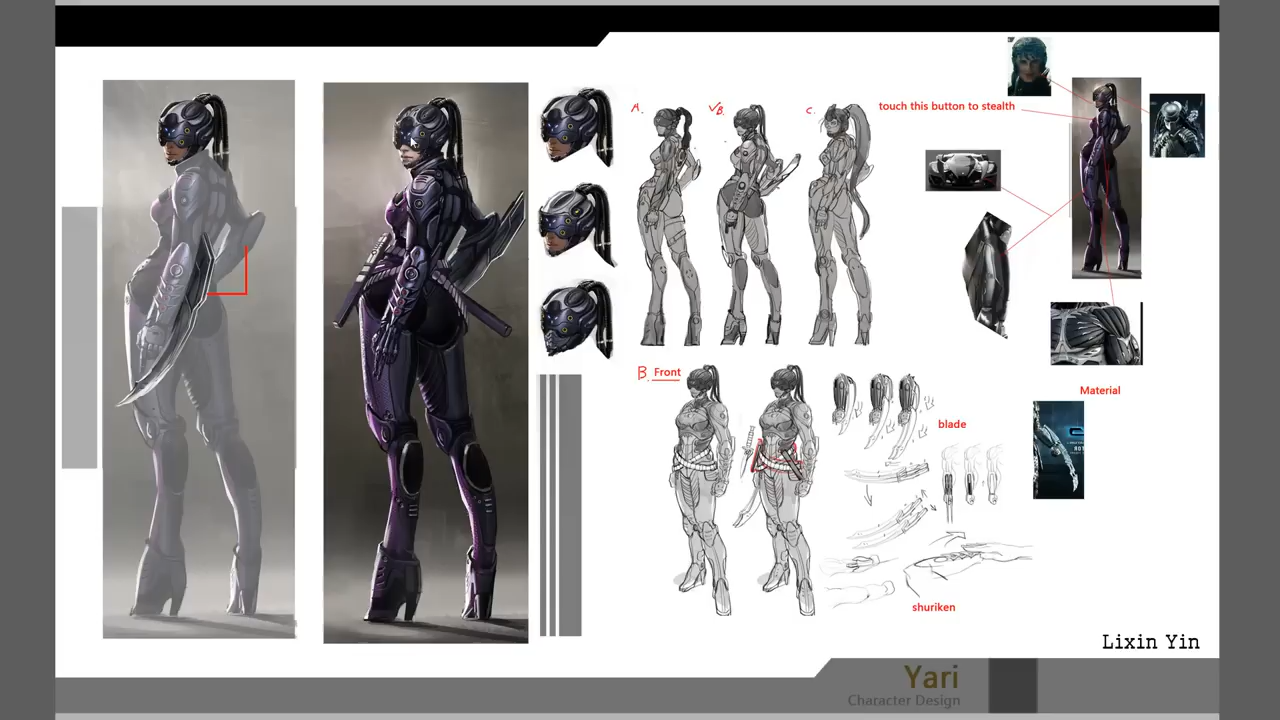 A.
B.
C.
touch this button to stealth
B. Front
blade
Material
shuriken
Lixin Yin
Yari
Character Design